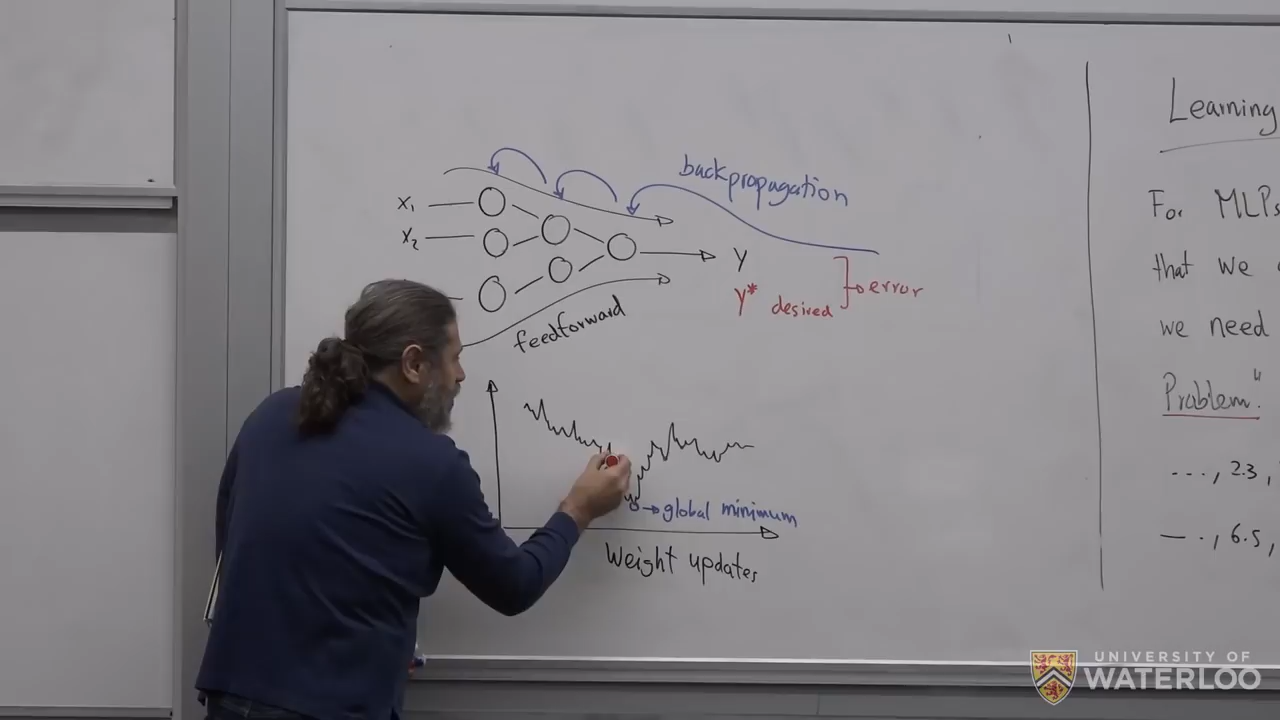 backpropagation
x₁
x₂
y
y* desired
error
feedforward
global minimum
Weight updates
Learning
For MLPs
that we
we need
Problem"
..., 2.3,
— ., 6.5,
UNIVERSITY OF
WATERLOO